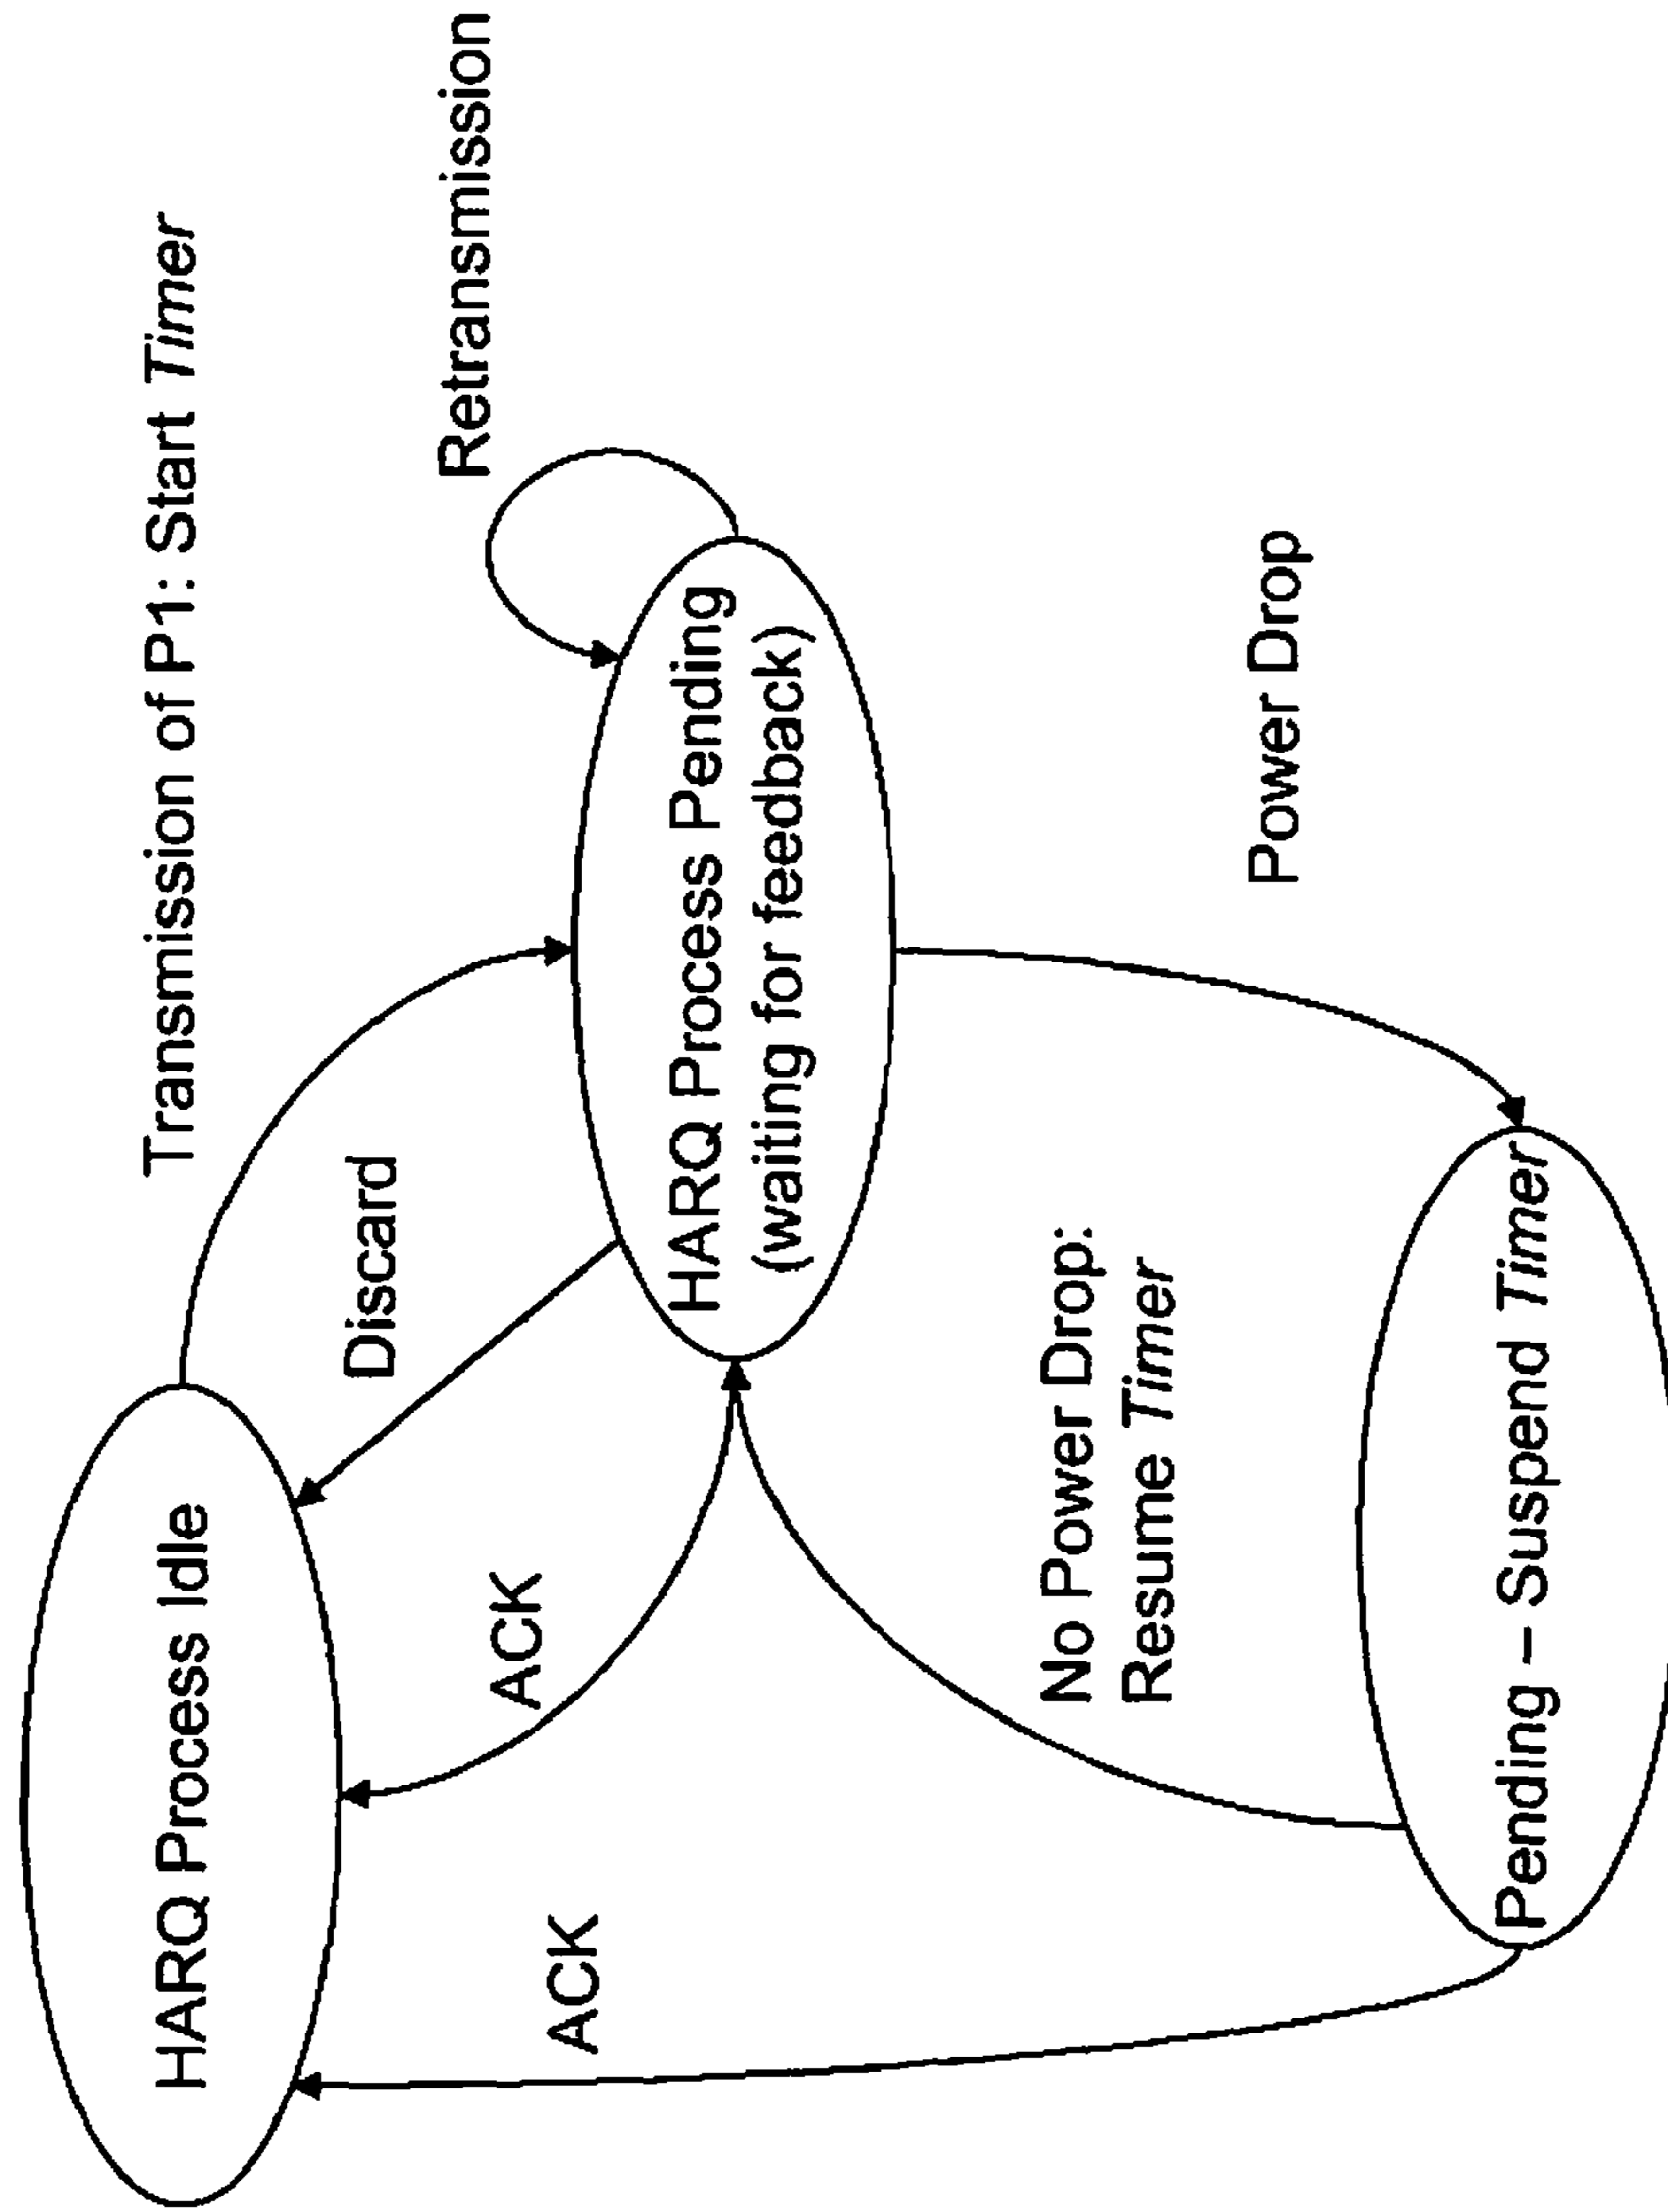 Transmission of P1: Start Timer
HARQ Process Idle
Discard
Retransmission
ACK
ACK
HARQ Process Pending
(waiting for feedback)
No Power Drop:
Resume Timer
Power Drop
Pending – Suspend Timer